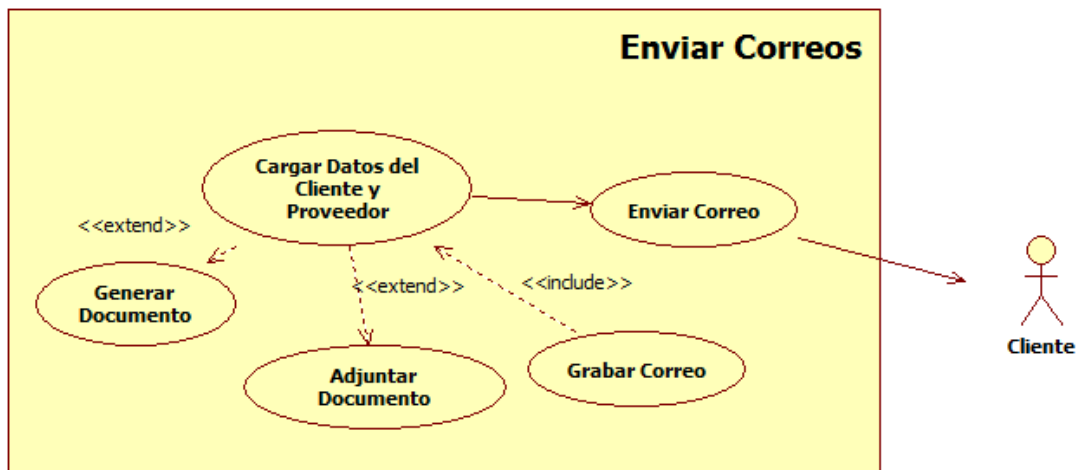 Enviar Correos
Cargar Datos del
Cliente y
Proveedor
Enviar Correo
<<extend>>
Generar
Documento
<<extend>>
<<include>>
Adjuntar
Documento
Grabar Correo
Cliente